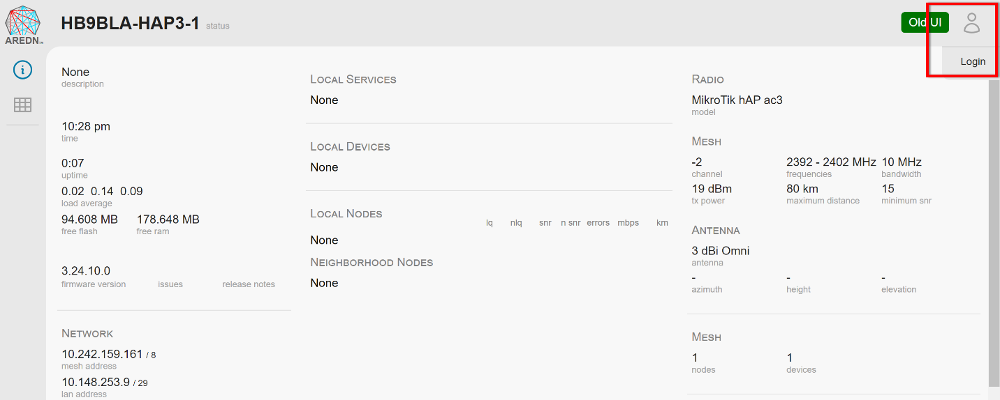 HB9BLA-HAP3-1 status
Old UI
AREDN
Login
None
description
10:28 pm
time
0:07
uptime
0.02 0.14 0.09
load average
94.608 MB 178.648 MB
free flash free ram
3.24.10.0
firmware version issues release notes
NETWORK
10.242.159.161 / 8
mesh address
10.148.253.9 / 29
lan address
LOCAL SERVICES
None
LOCAL DEVICES
None
LOCAL NODES
lq nlq snr n snr errors mbps km
None
NEIGHBORHOOD NODES
None
RADIO
MikroTik hAP ac3
model
MESH
-2 2392 - 2402 MHz 10 MHz
channel frequencies bandwidth
19 dBm 80 km 15
tx power maximum distance minimum snr
ANTENNA
3 dBi Omni
antenna
- - -
azimuth height elevation
MESH
1 1
nodes devices